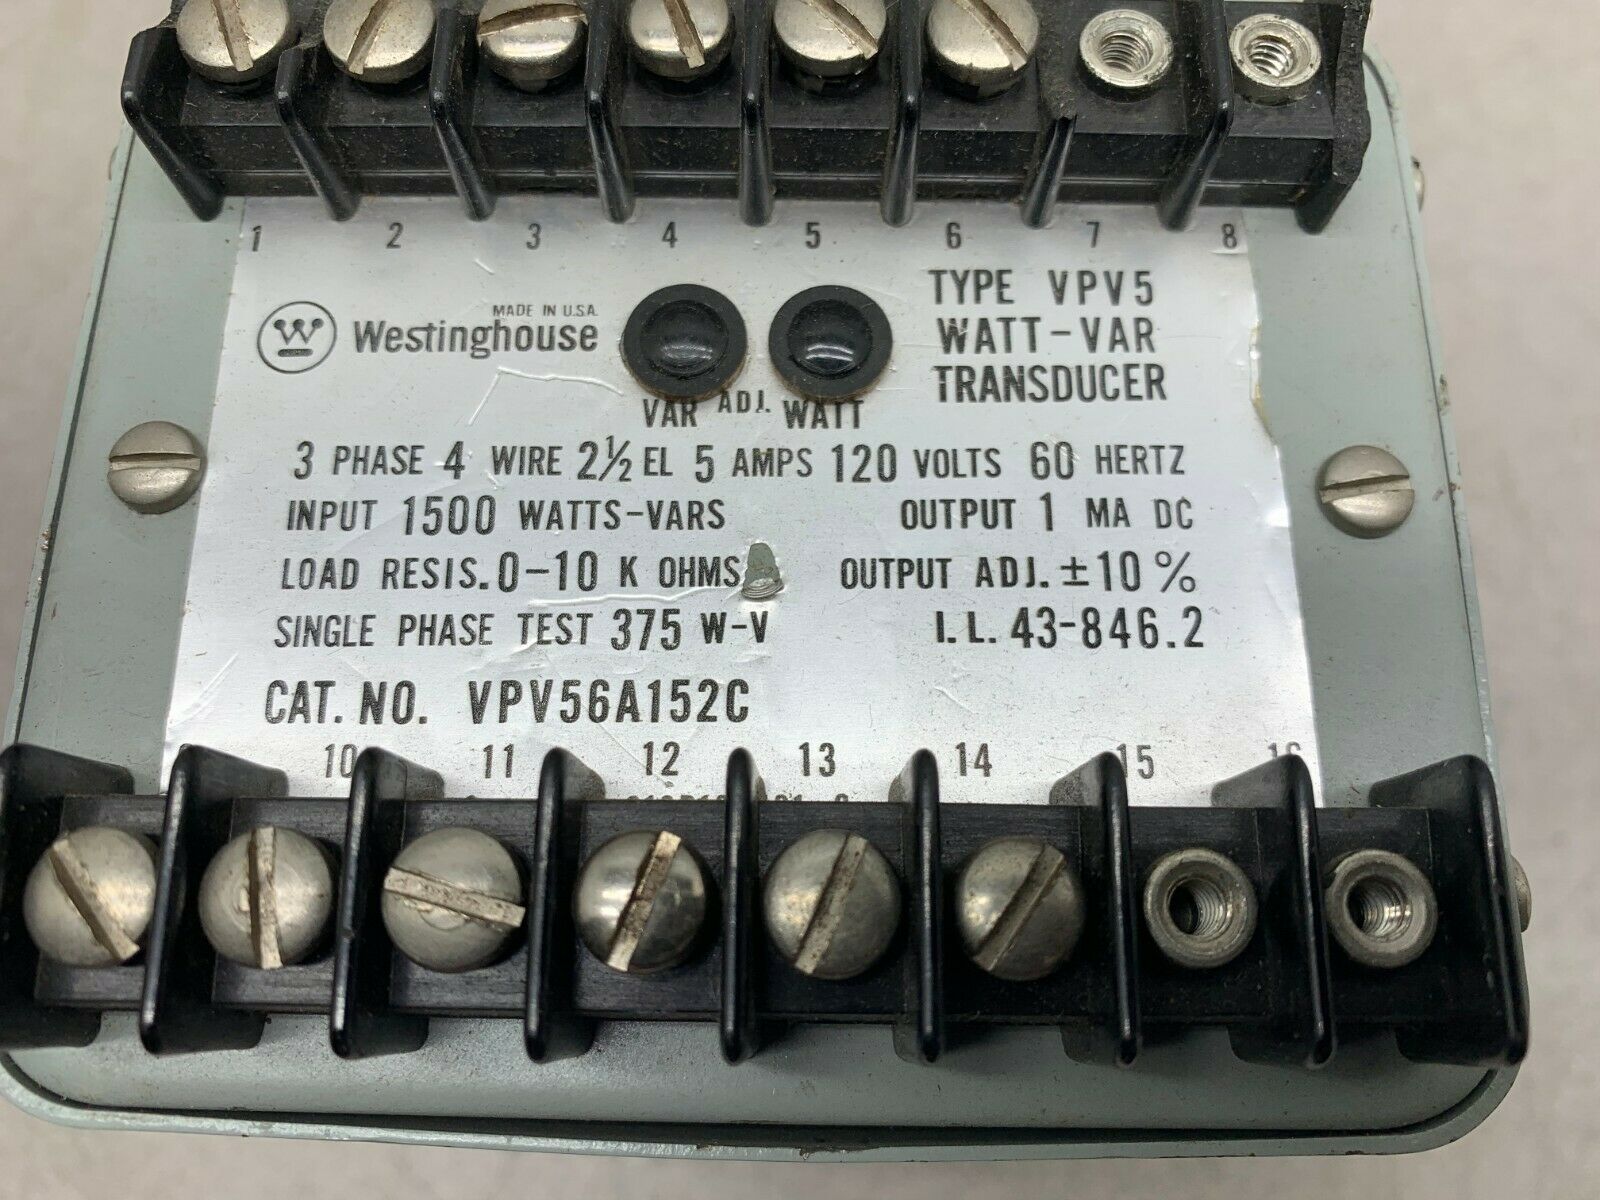 1 2 3 4 5 6 7 8
MADE IN U.S.A.
W Westinghouse
VAR ADJ. WATT
TYPE VPV5
WATT-VAR
TRANSDUCER
3 PHASE 4 WIRE 2½ EL 5 AMPS 120 VOLTS 60 HERTZ
INPUT 1500 WATTS-VARS OUTPUT 1 MA DC
LOAD RESIS. 0-10 K OHMS OUTPUT ADJ. ±10%
SINGLE PHASE TEST 375 W-V I.L. 43-846.2
CAT. NO. VPV56A152C
10 11 12 13 14 15 16